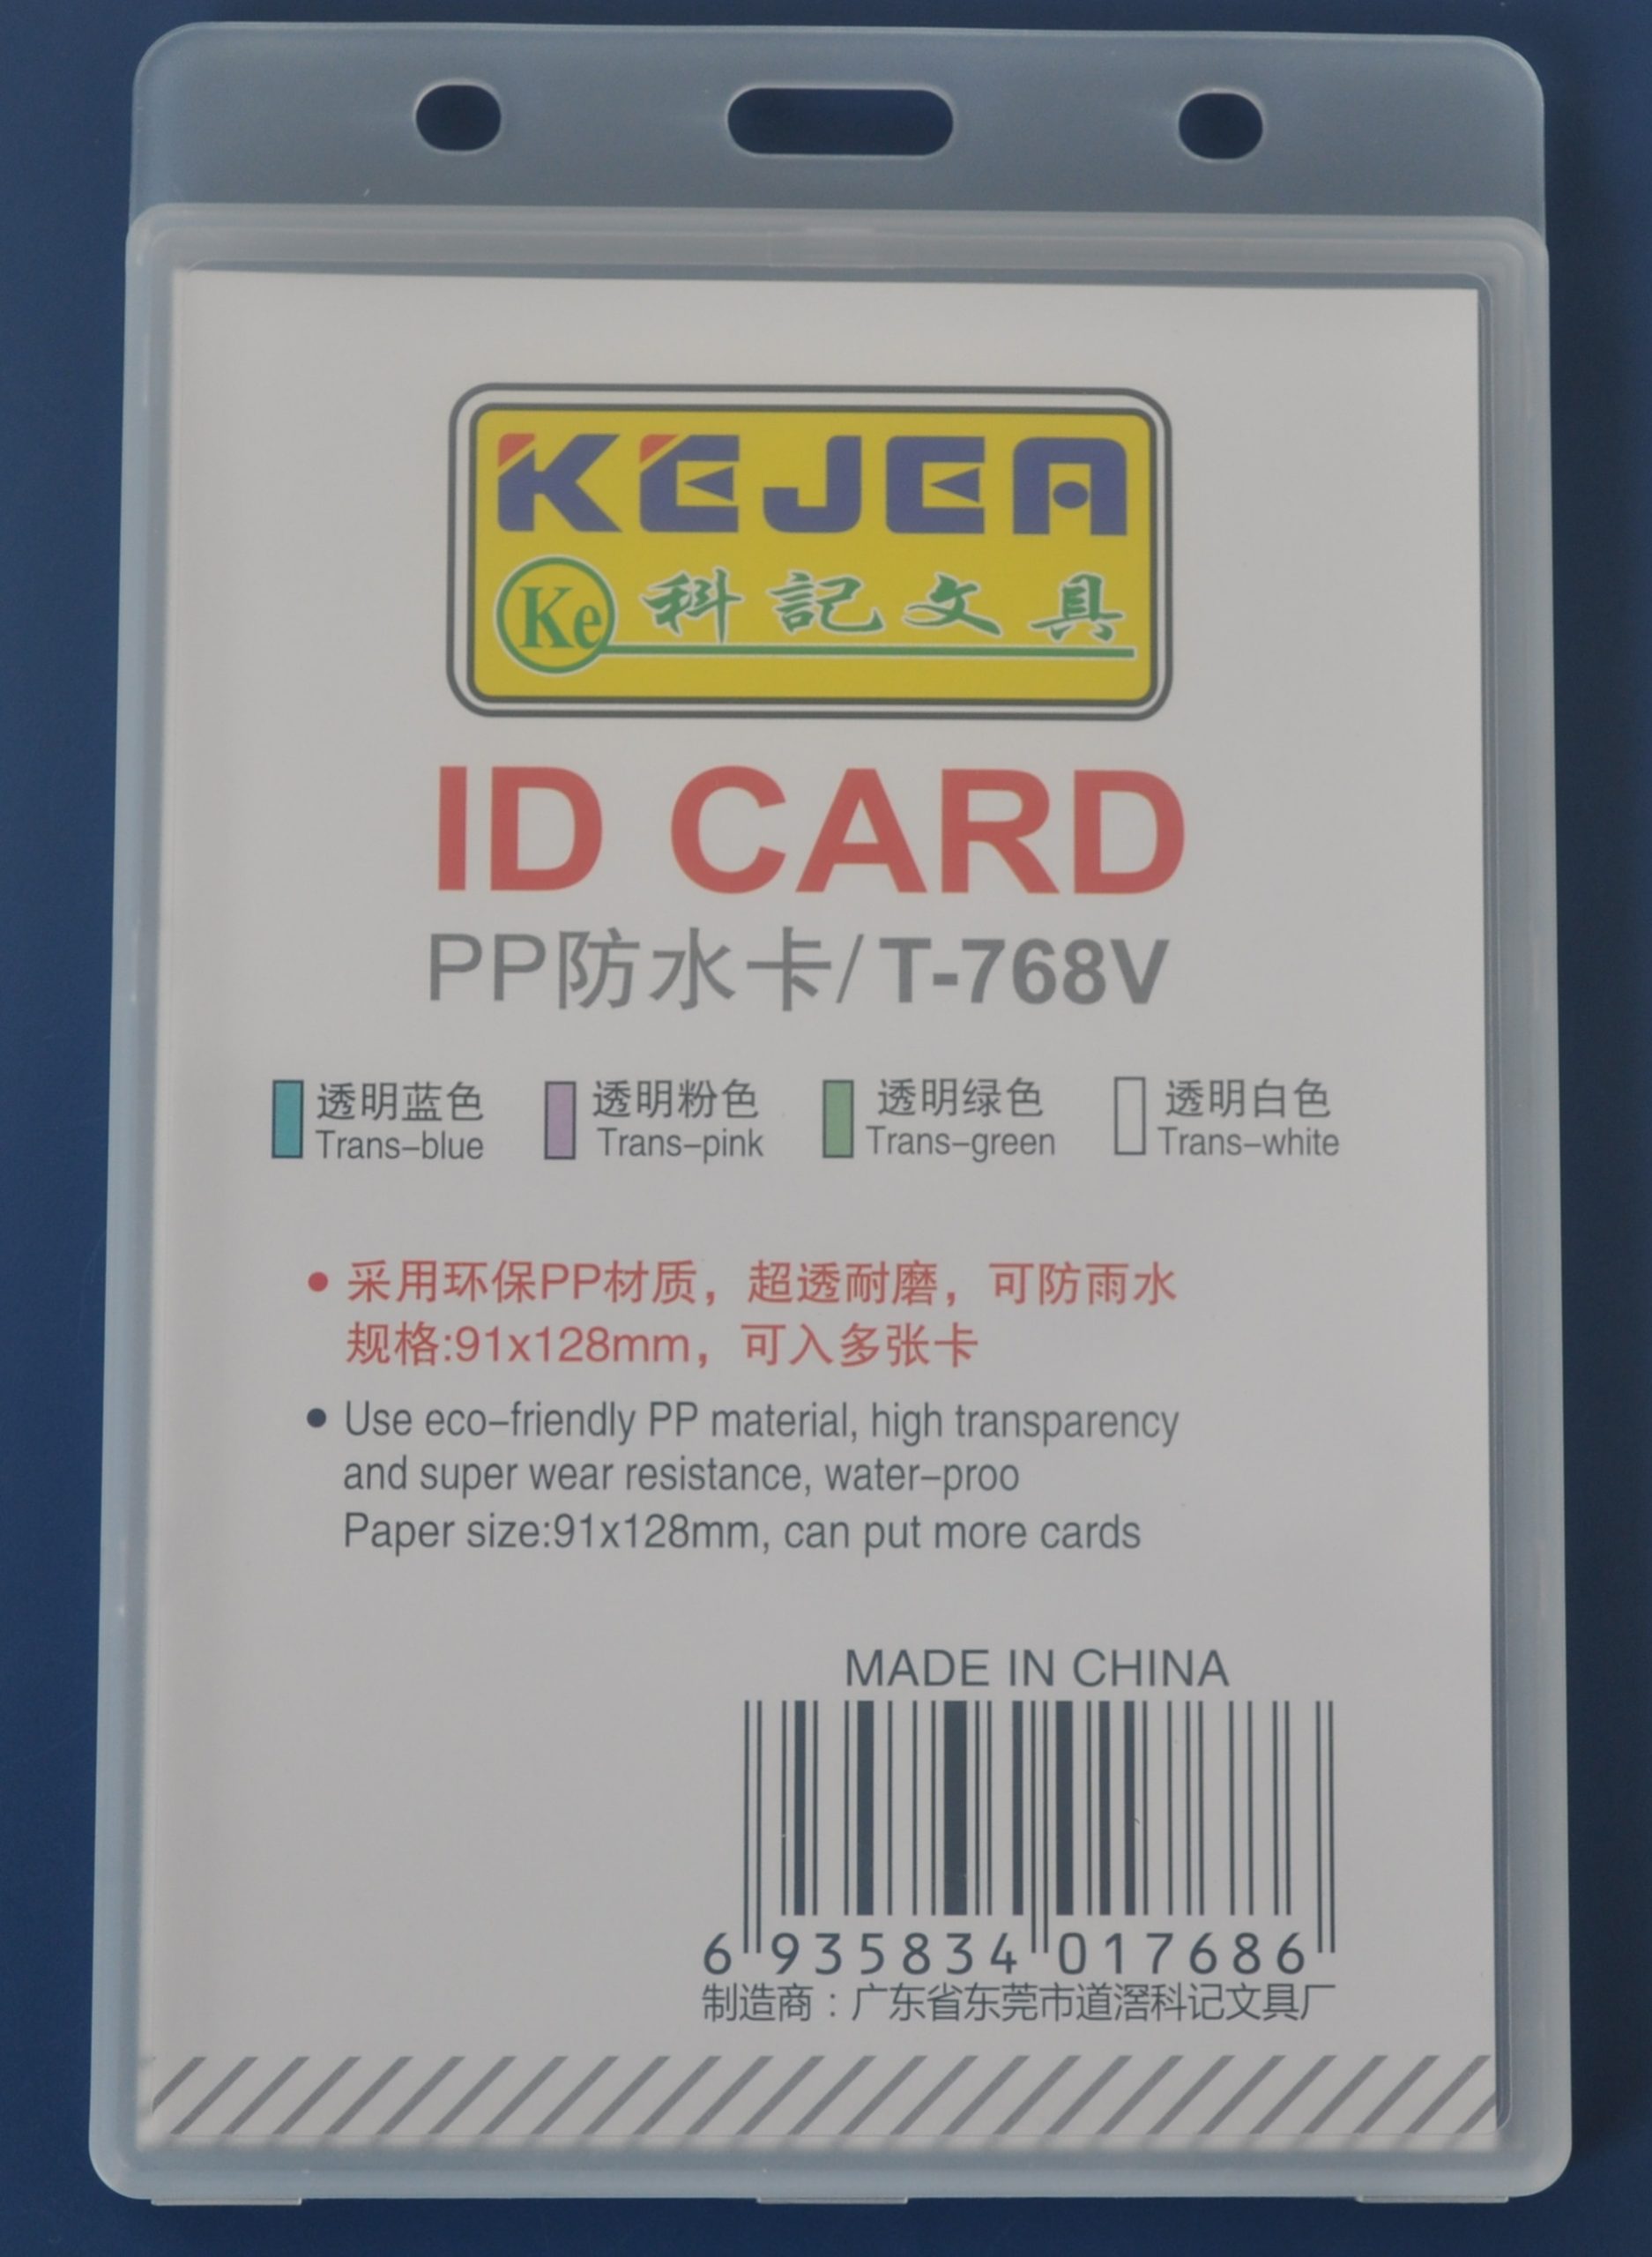 KEJEA
Ke 科記文具
ID CARD
PP防水卡/T-768V
透明蓝色 透明粉色 透明绿色 透明白色
Trans-blue Trans-pink Trans-green Trans-white
• 采用环保PP材质，超透耐磨，可防雨水
规格:91x128mm，可入多张卡
• Use eco-friendly PP material, high transparency
and super wear resistance, water-proo
Paper size:91x128mm, can put more cards
MADE IN CHINA
6 935834 017686
制造商：广东省东莞市道滘科记文具厂